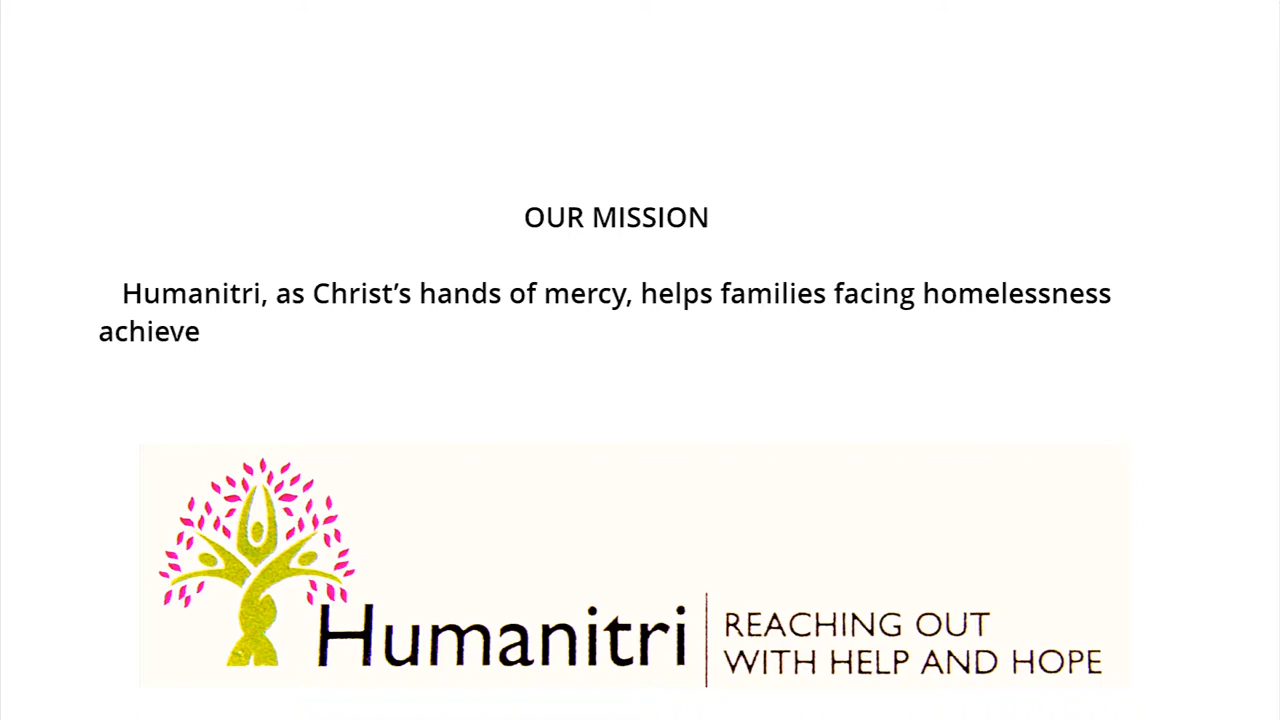 OUR MISSION
Humanitri, as Christ’s hands of mercy, helps families facing homelessness
achieve
Humanitri
REACHING OUT
WITH HELP AND HOPE